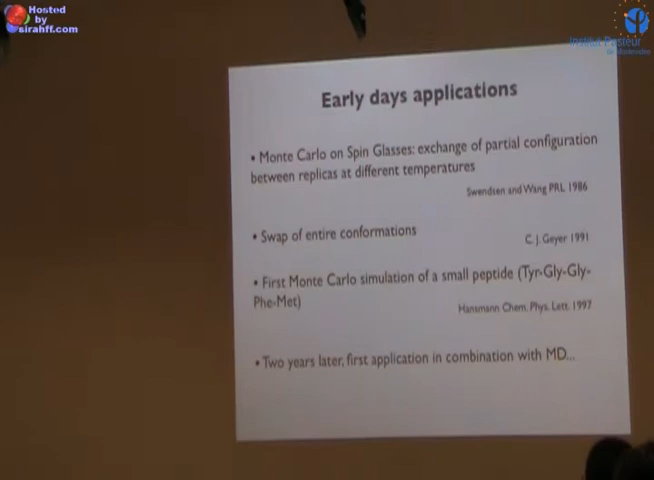 Hosted
by
sirahff.com
Institut Pasteur
de Montevideo
Early days applications
• Monte Carlo on Spin Glasses: exchange of partial configuration
between replicas at different temperatures
Swendsen and Wang PRL 1986
• Swap of entire conformations
C. J. Geyer 1991
• First Monte Carlo simulation of a small peptide (Tyr-Gly-Gly-
Phe-Met)
Hansmann Chem. Phys. Lett. 1997
• Two years later, first application in combination with MD...